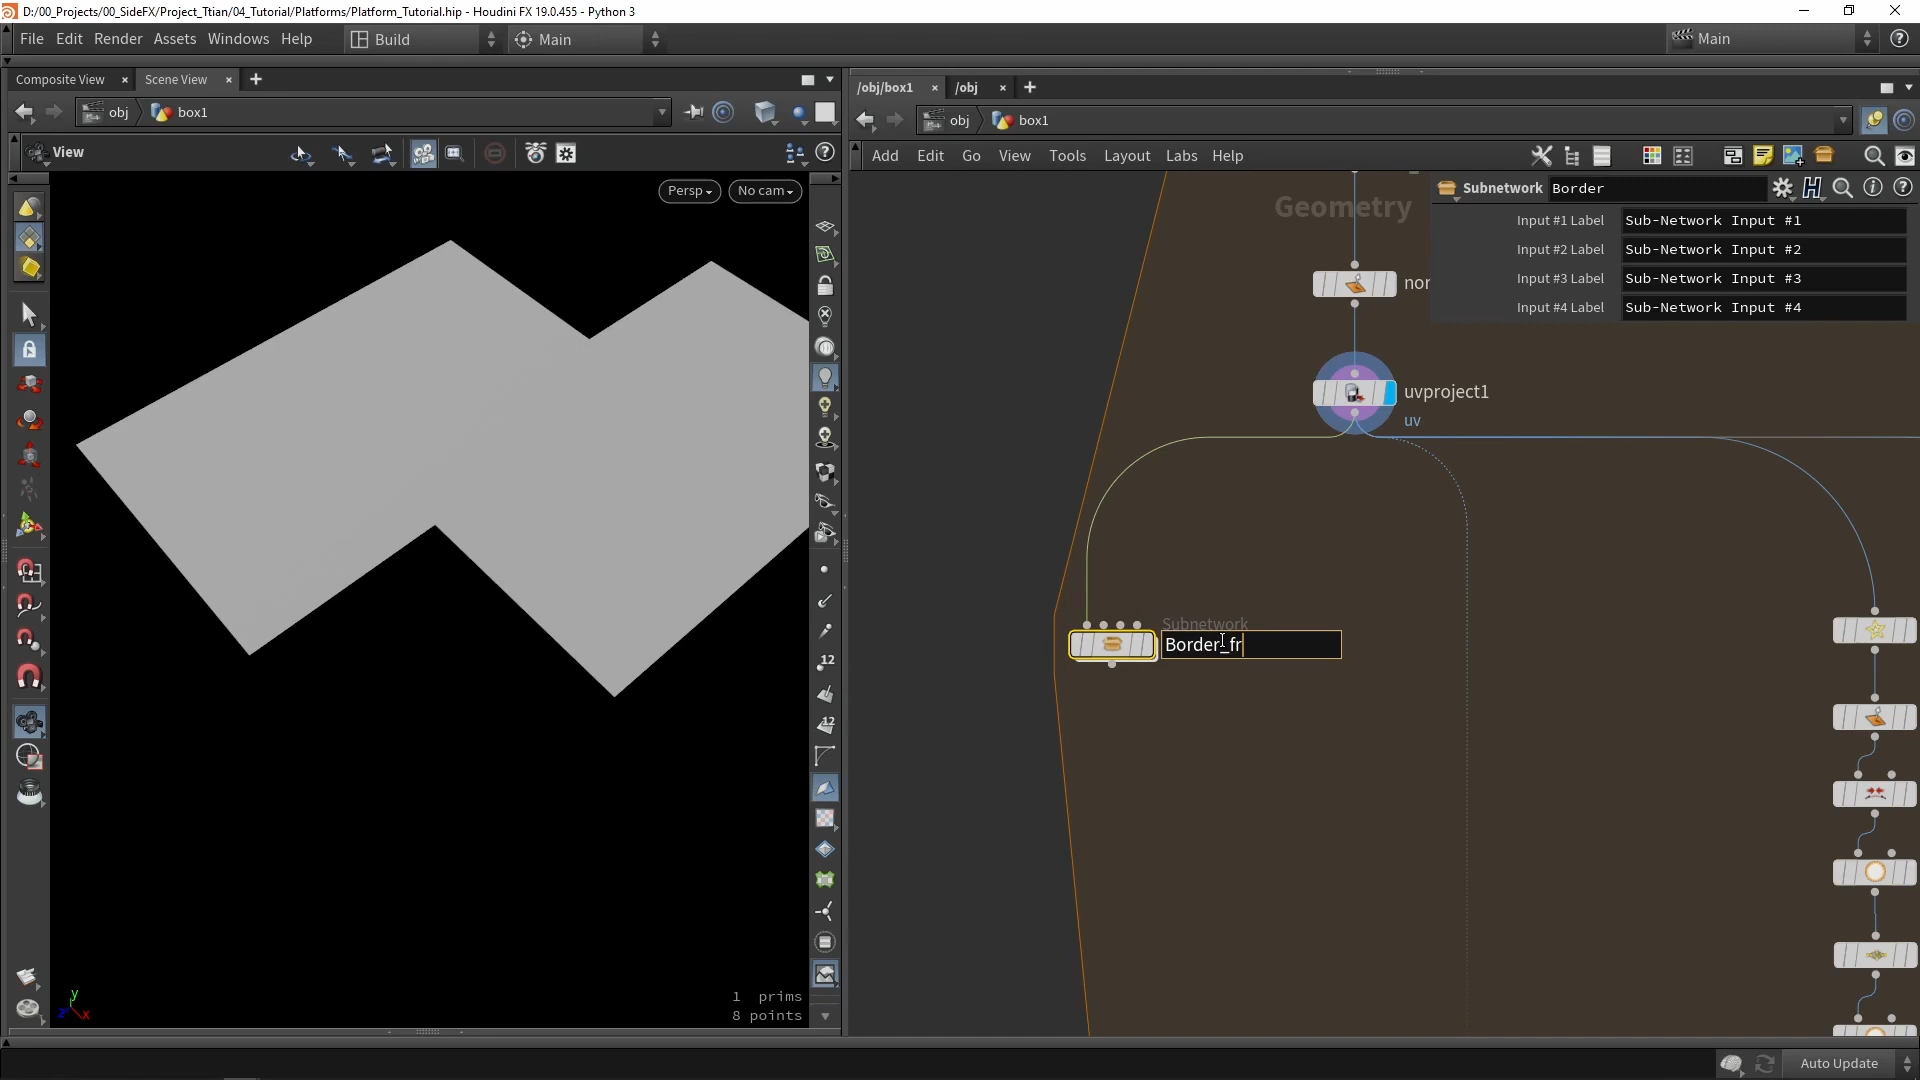 D:/00_Projects/00_SideFX/Project_Ttian/04_Tutorial/Platforms/Platform_Tutorial.hip - Houdini FX 19.0.455 - Python 3
File Edit Render Assets Windows Help
Build
Main
Main
Composite View
Scene View
obj
box1
View
Persp
No cam
12
12
1 prims
8 points
y
z x
/obj/box1
/obj
obj
box1
Add Edit Go View Tools Layout Labs Help
Geometry
Subnetwork Border
Input #1 Label Sub-Network Input #1
Input #2 Label Sub-Network Input #2
Input #3 Label Sub-Network Input #3
Input #4 Label Sub-Network Input #4
nor
uvproject1
uv
Subnetwork
Border_fr
Auto Update